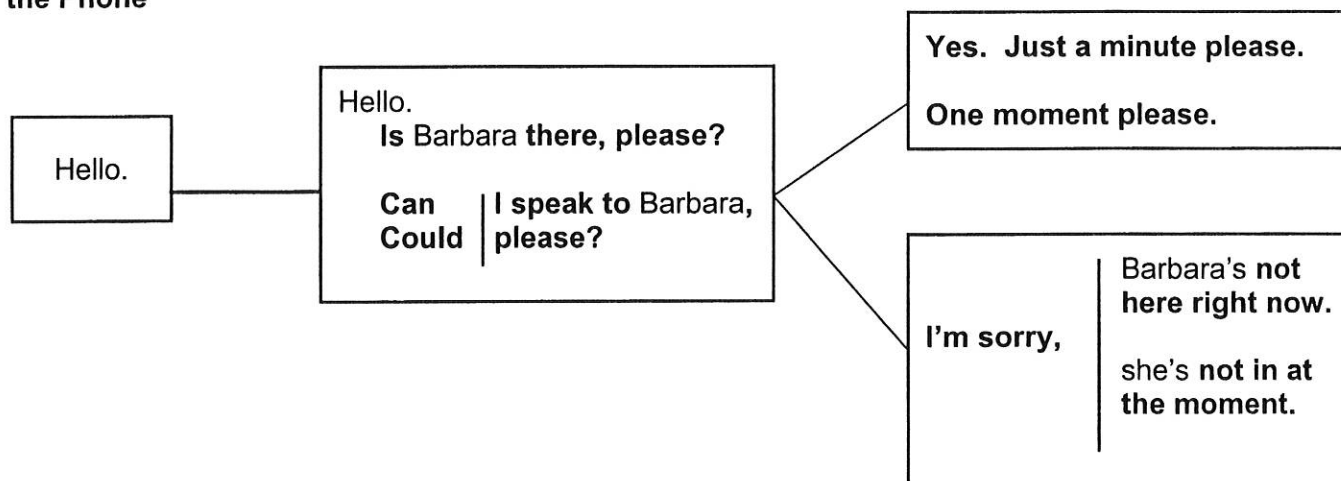 the Phone
Hello.
Hello.
Is Barbara there, please?
Can
Could
I speak to Barbara,
please?
Yes. Just a minute please.
One moment please.
I'm sorry,
Barbara's not
here right now.
she's not in at
the moment.